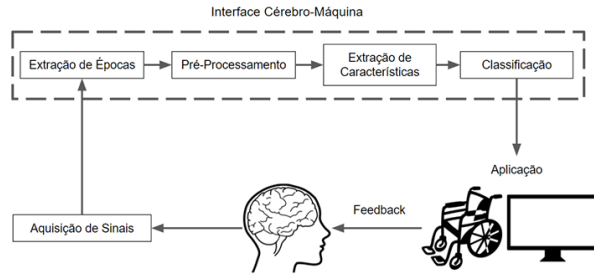 Interface Cérebro-Máquina
Extração de Épocas
Pré-Processamento
Extração de
Características
Classificação
Aplicação
Feedback
Aquisição de Sinais